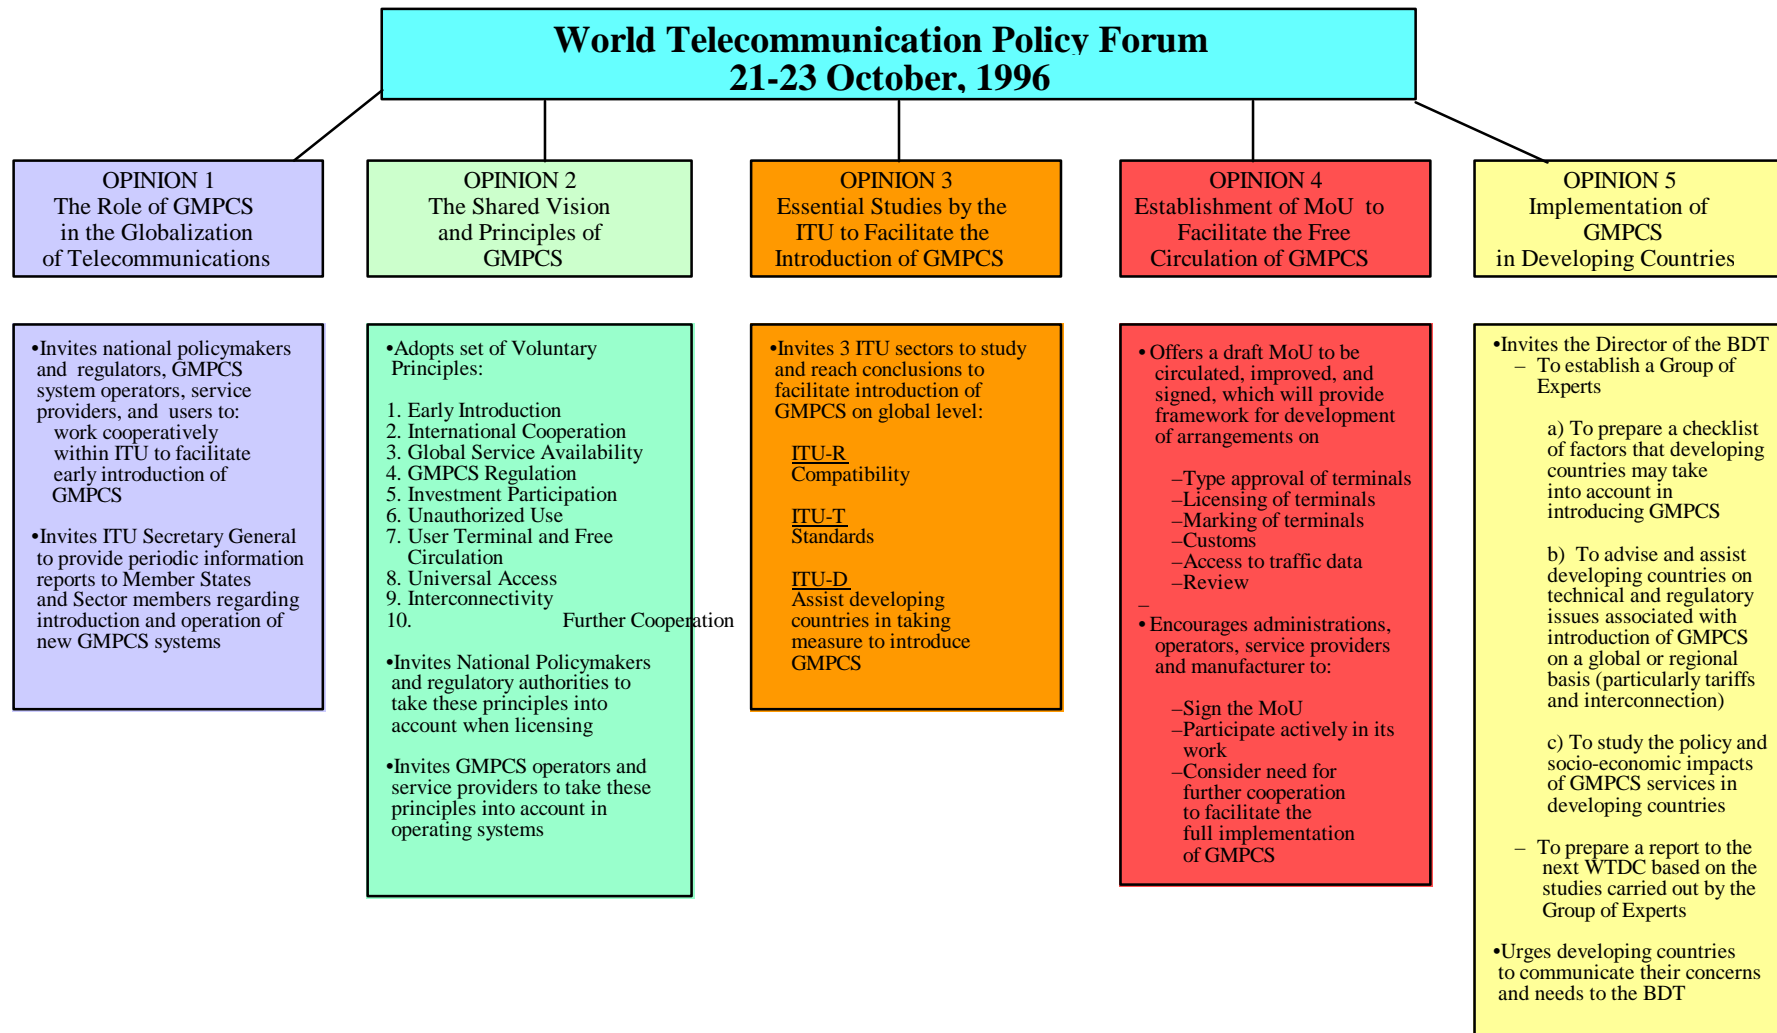 World Telecommunication Policy Forum
21-23 October, 1996
OPINION 1
The Role of GMPCS
in the Globalization
of Telecommunications
OPINION 2
The Shared Vision
and Principles of
GMPCS
OPINION 3
Essential Studies by the
ITU to Facilitate the
Introduction of GMPCS
OPINION 4
Establishment of MoU to
Facilitate the Free
Circulation of GMPCS
OPINION 5
Implementation of
GMPCS
in Developing Countries
•Invites national policymakers
and regulators, GMPCS
system operators, service
providers, and users to:
work cooperatively
within ITU to facilitate
early introduction of
GMPCS
•Invites ITU Secretary General
to provide periodic information
reports to Member States
and Sector members regarding
introduction and operation of
new GMPCS systems
•Adopts set of Voluntary
Principles:
1. Early Introduction
2. International Cooperation
3. Global Service Availability
4. GMPCS Regulation
5. Investment Participation
6. Unauthorized Use
7. User Terminal and Free
Circulation
8. Universal Access
9. Interconnectivity
10. Further Cooperation
•Invites National Policymakers
and regulatory authorities to
take these principles into
account when licensing
•Invites GMPCS operators and
service providers to take these
principles into account in
operating systems
•Invites 3 ITU sectors to study
and reach conclusions to
facilitate introduction of
GMPCS on global level:
ITU-R
Compatibility
ITU-T
Standards
ITU-D
Assist developing
countries in taking
measure to introduce
GMPCS
• Offers a draft MoU to be
circulated, improved, and
signed, which will provide
framework for development
of arrangements on
–Type approval of terminals
–Licensing of terminals
–Marking of terminals
–Customs
–Access to traffic data
–Review
–
• Encourages administrations,
operators, service providers
and manufacturer to:
–Sign the MoU
–Participate actively in its
work
–Consider need for
further cooperation
to facilitate the
full implementation
of GMPCS
•Invites the Director of the BDT
– To establish a Group of
Experts
a) To prepare a checklist
of factors that developing
countries may take
into account in
introducing GMPCS
b) To advise and assist
developing countries on
technical and regulatory
issues associated with
introduction of GMPCS
on a global or regional
basis (particularly tariffs
and interconnection)
c) To study the policy and
socio-economic impacts
of GMPCS services in
developing countries
– To prepare a report to the
next WTDC based on the
studies carried out by the
Group of Experts
•Urges developing countries
to communicate their concerns
and needs to the BDT